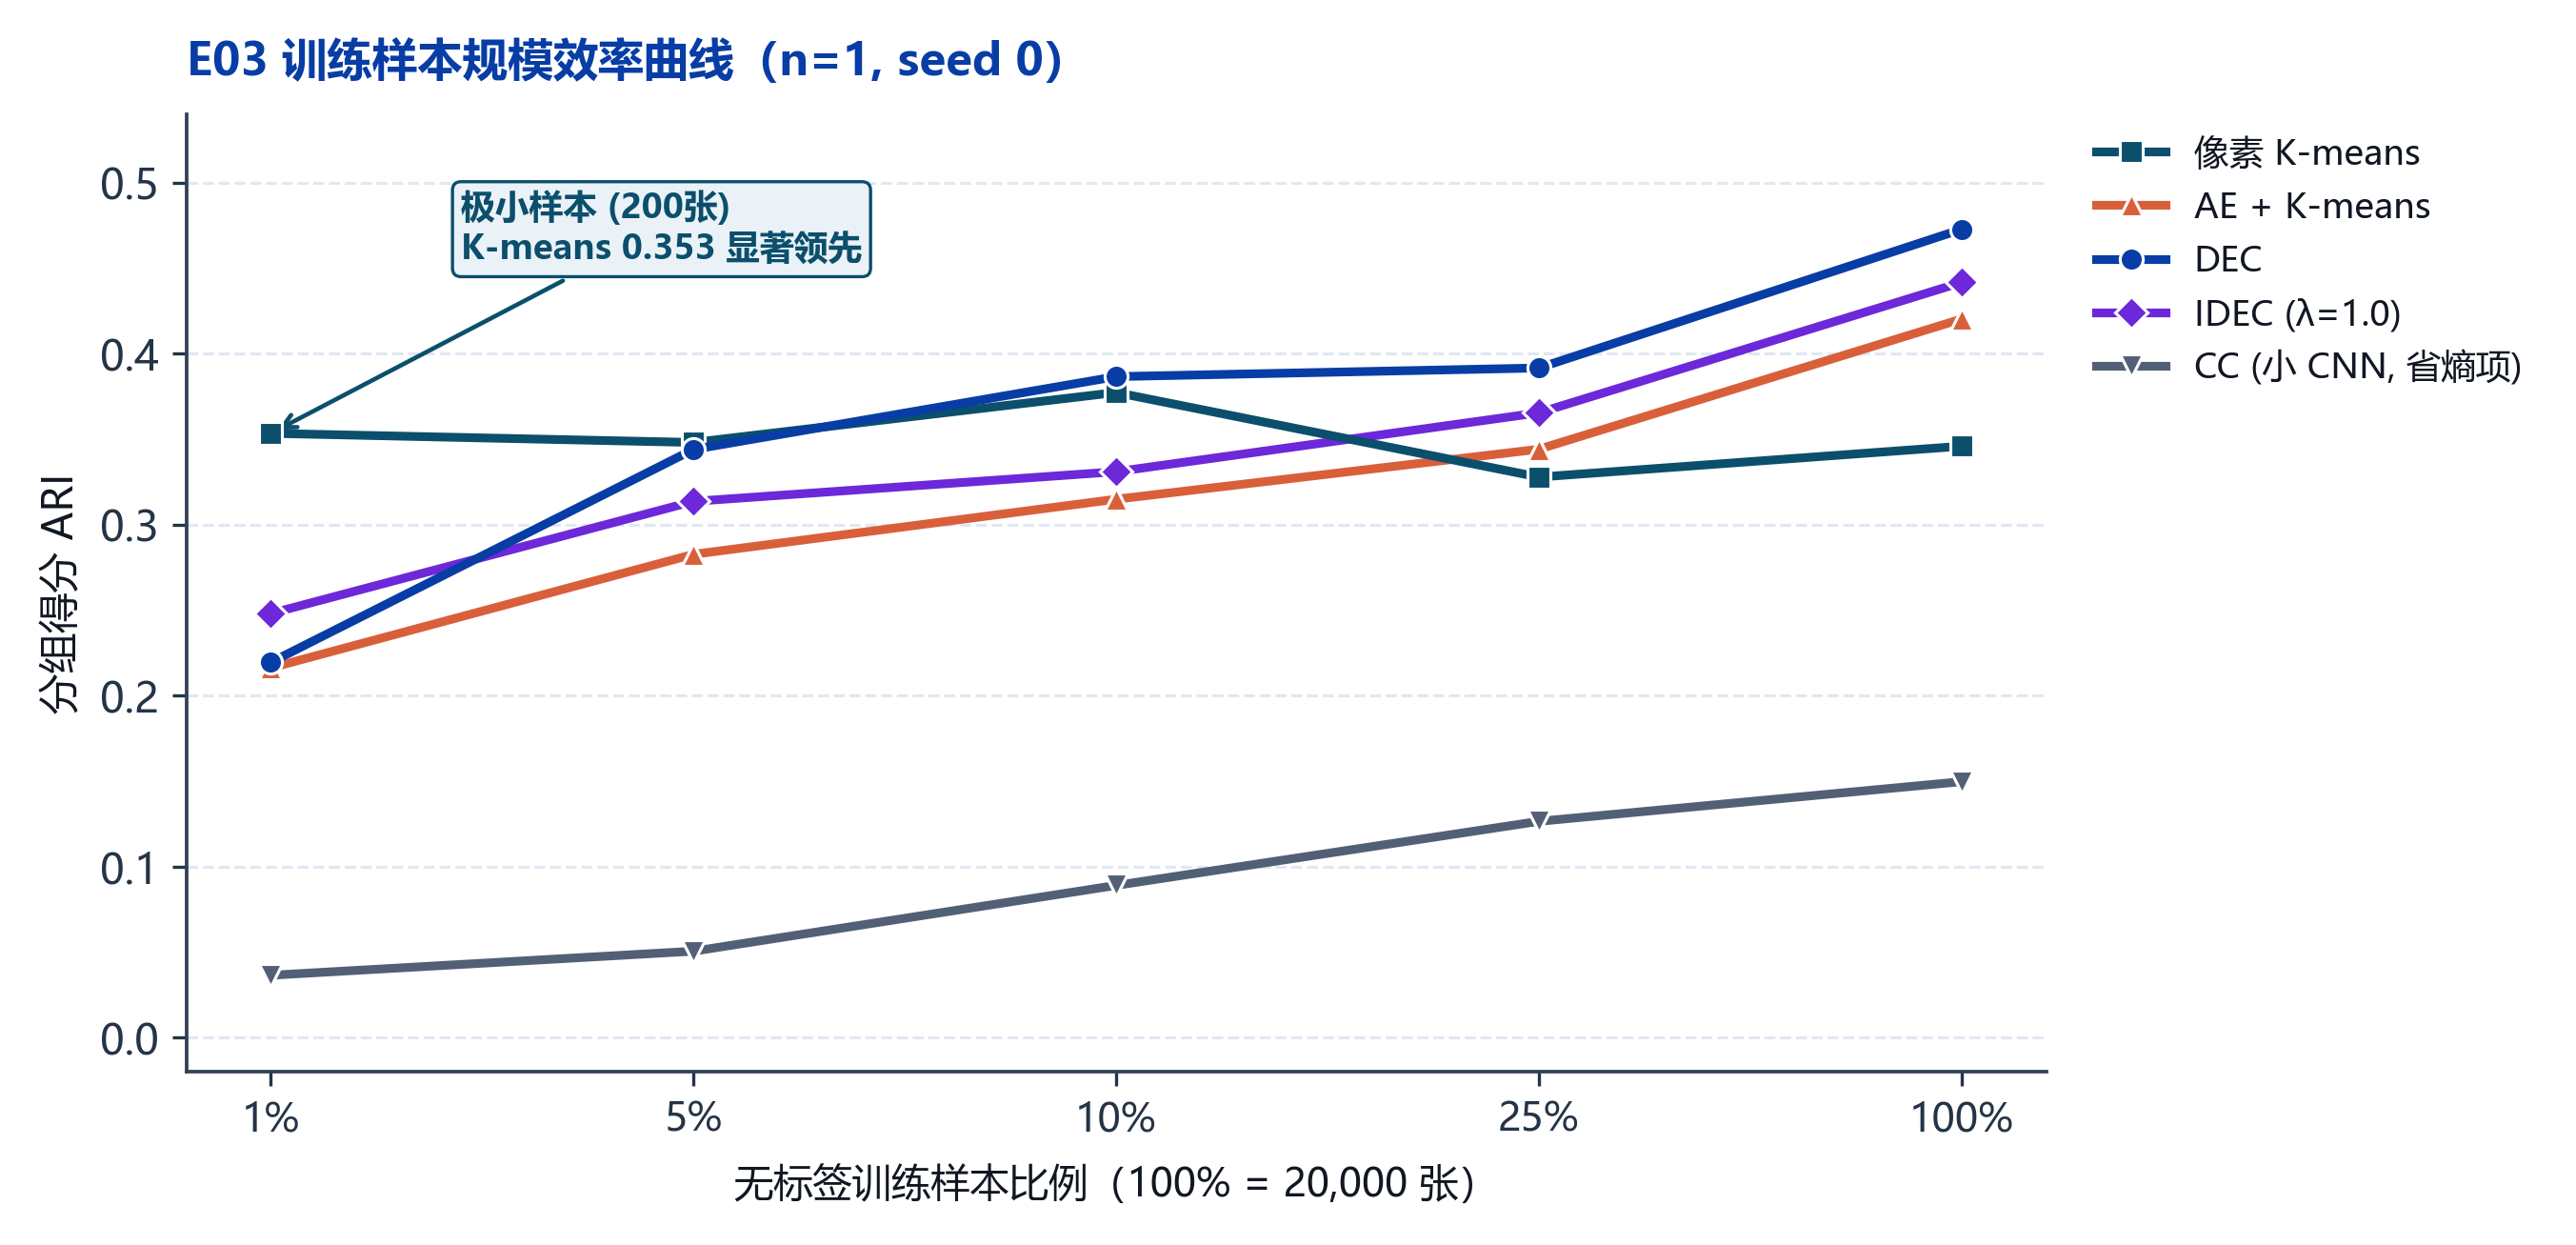 E03 训练样本规模效率曲线（n=1, seed 0）
极小样本 (200张)
K-means 0.353 显著领先
像素 K-means
AE + K-means
DEC
IDEC (λ=1.0)
CC (小 CNN, 省熵项)
分组得分 ARI
0.5
0.4
0.3
0.2
0.1
0.0
1%
5%
10%
25%
100%
无标签训练样本比例（100% = 20,000 张）